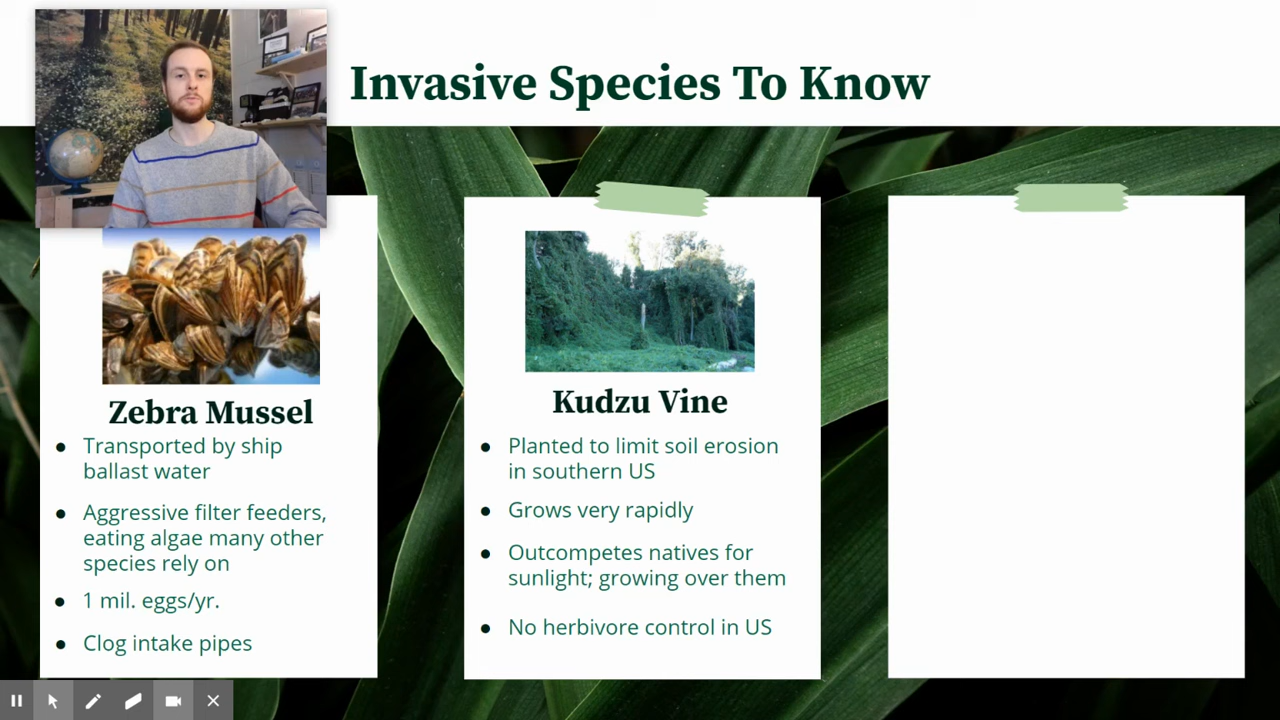 Invasive Species To Know
Zebra Mussel
● Transported by ship
ballast water
● Aggressive filter feeders,
eating algae many other
species rely on
● 1 mil. eggs/yr.
● Clog intake pipes
Kudzu Vine
● Planted to limit soil erosion
in southern US
● Grows very rapidly
● Outcompetes natives for
sunlight; growing over them
● No herbivore control in US